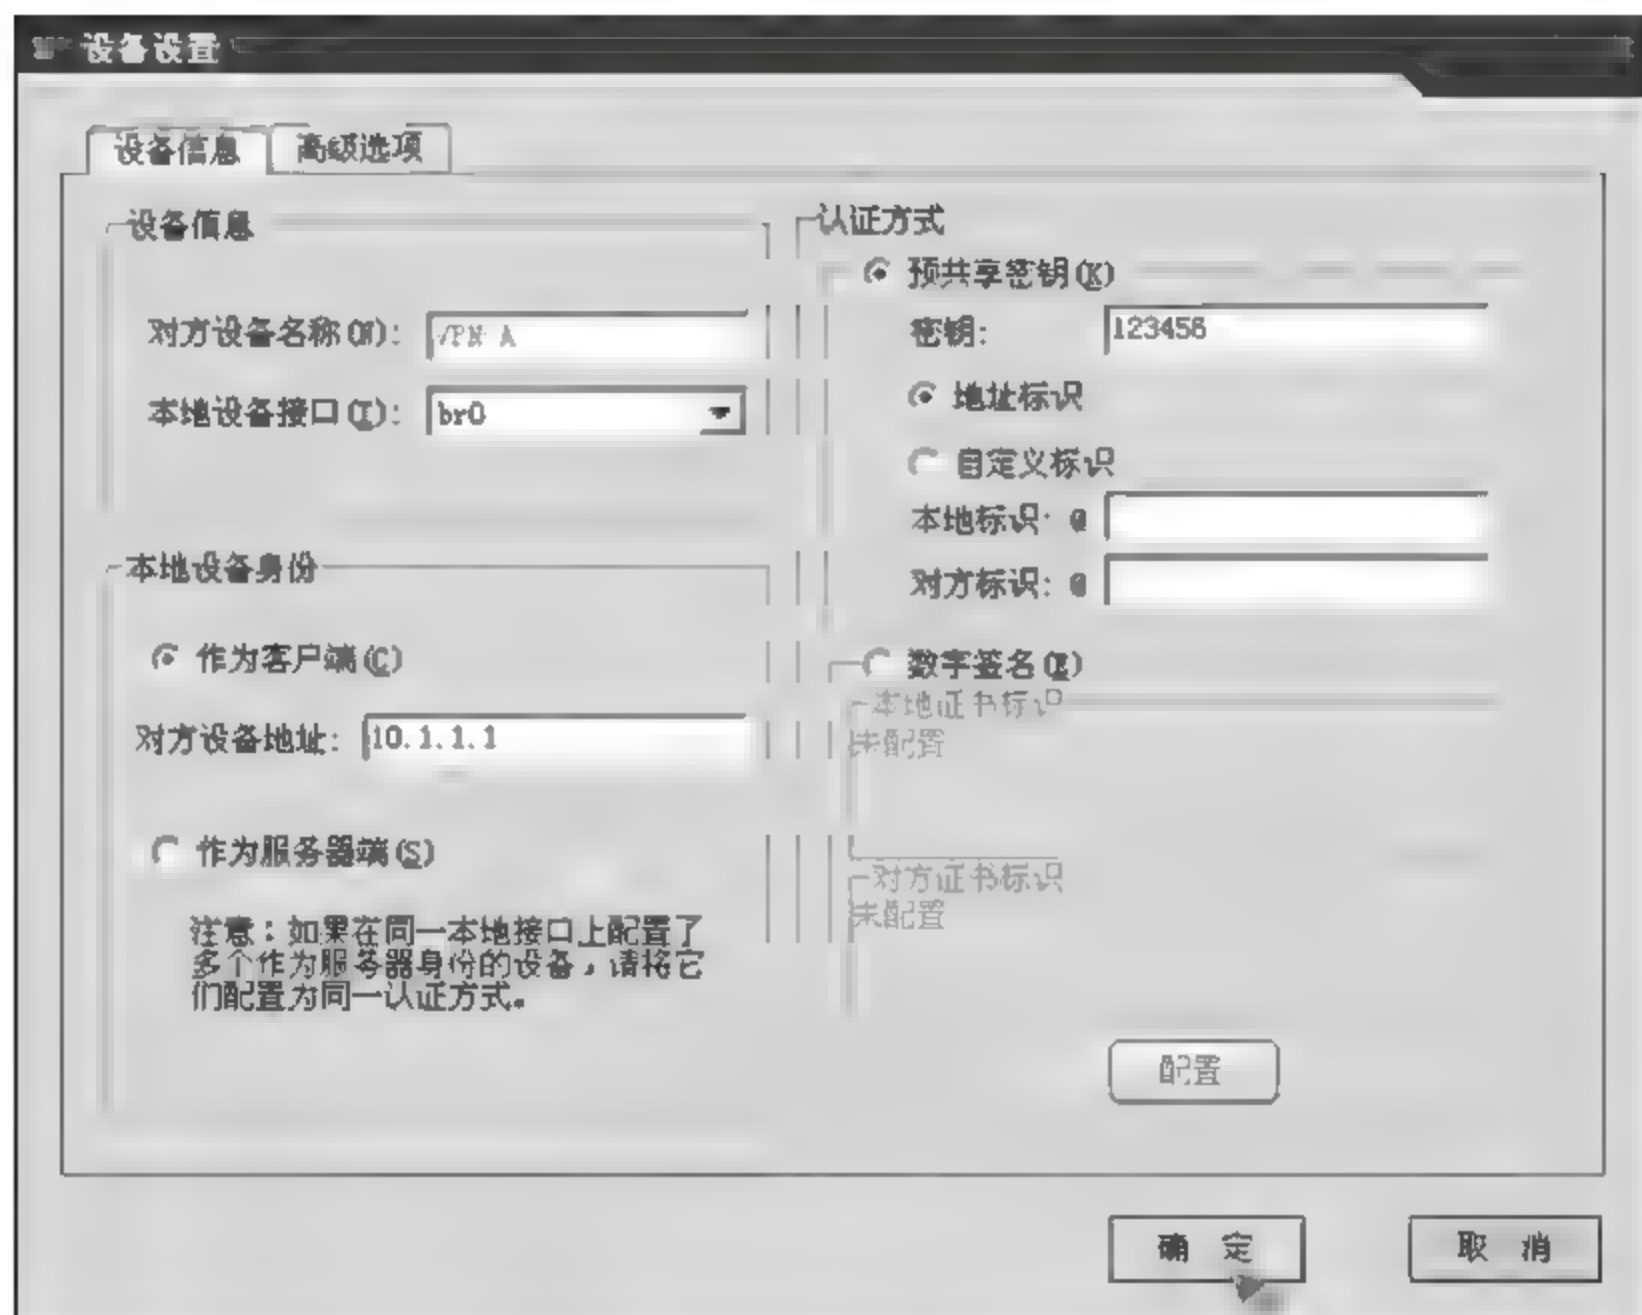 设备设置
设备信息
高级选项
设备信息
对方设备名称(N):
VPN A
本地设备接口(I):
br0
本地设备身份
作为客户端(C)
对方设备地址:
10.1.1.1
作为服务器端(S)
注意：如果在同一本地接口上配置了
多个作为服务器身份的设备，请将它
们配置为同一认证方式。
认证方式
预共享密钥(K)
密钥:
123456
地址标识
自定义标识
本地标识: @
对方标识: @
数字签名
本地证书标识
未配置
对方证书标识
未配置
配置
确 定
取 消